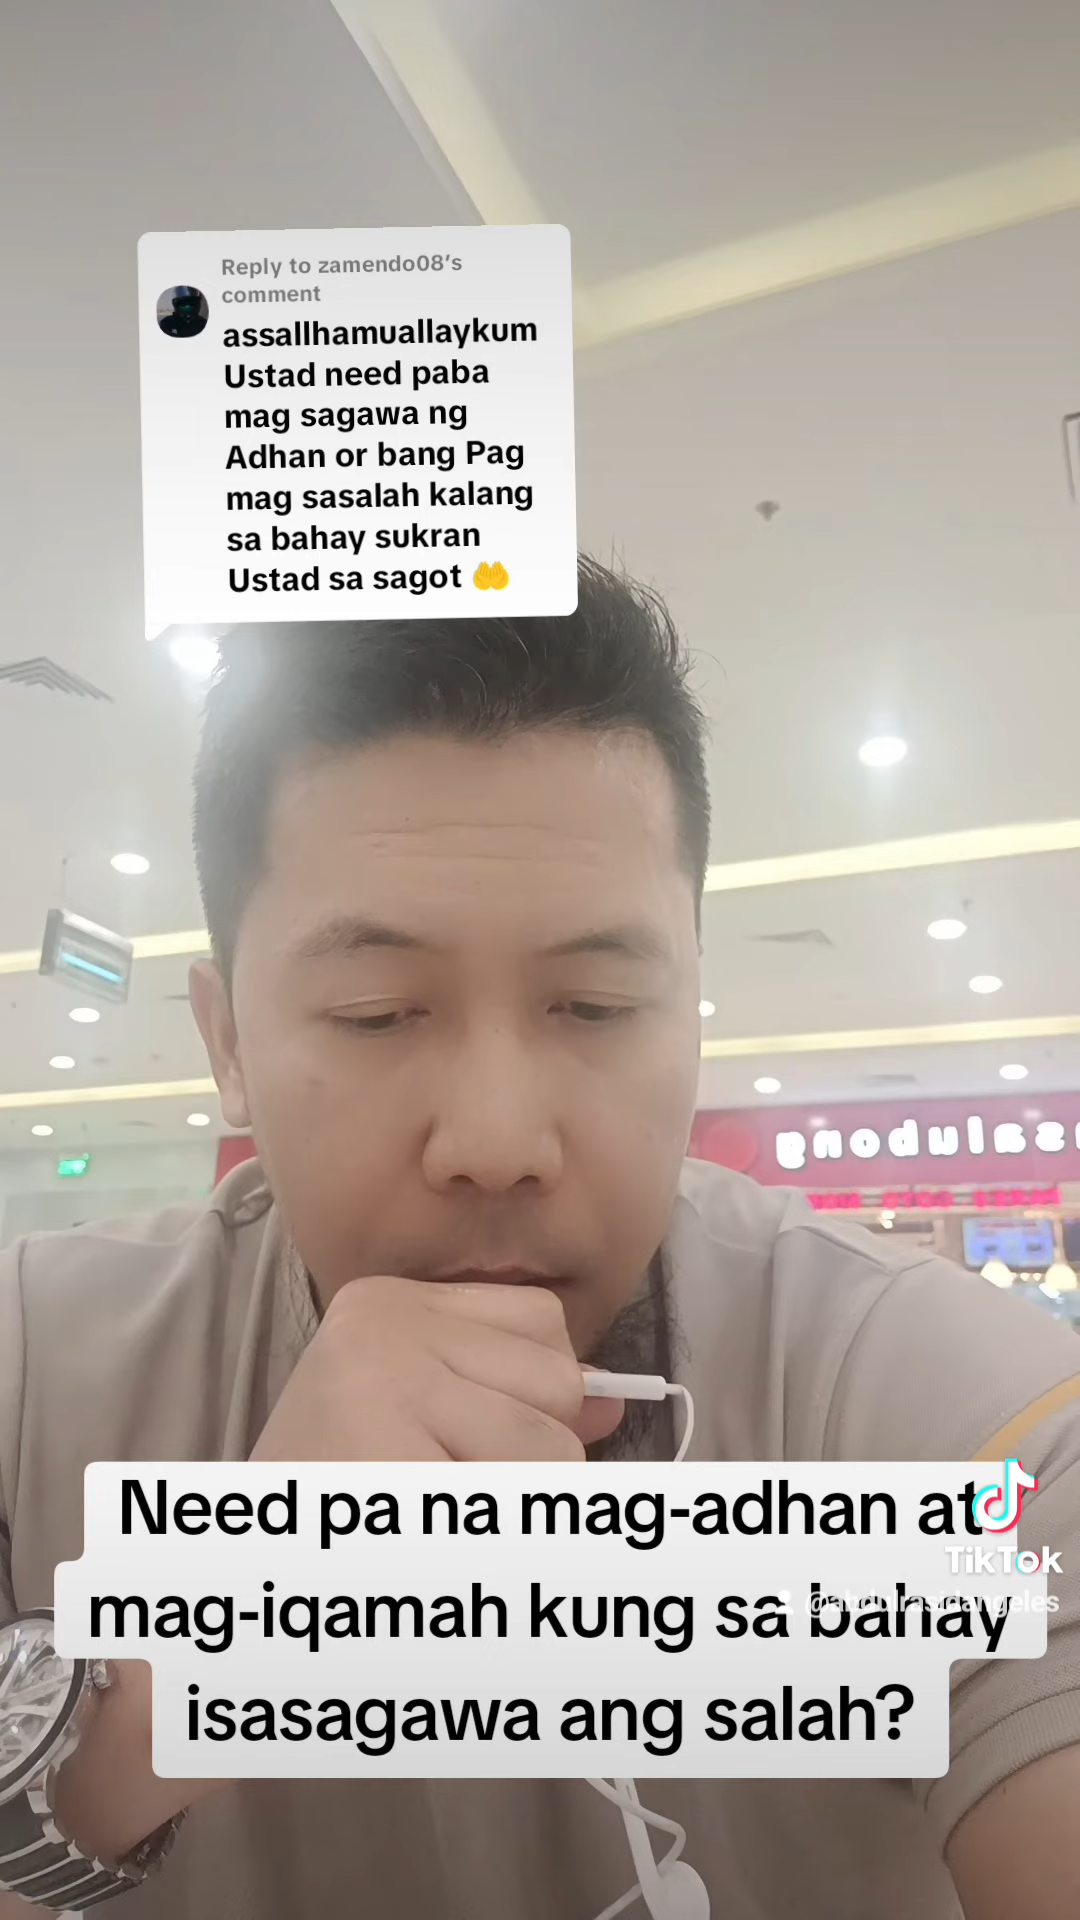 Reply to zamendo08's
comment
assallhamuallaykum
Ustad need paba
mag sagawa ng
Adhan or bang Pag
mag sasalah kalang
sa bahay sukran
Ustad sa sagot 🤲
Need pa na mag-adhan at
mag-iqamah kung sa bahay
isasagawa ang salah?
TikTok
@abdulrasidangeles